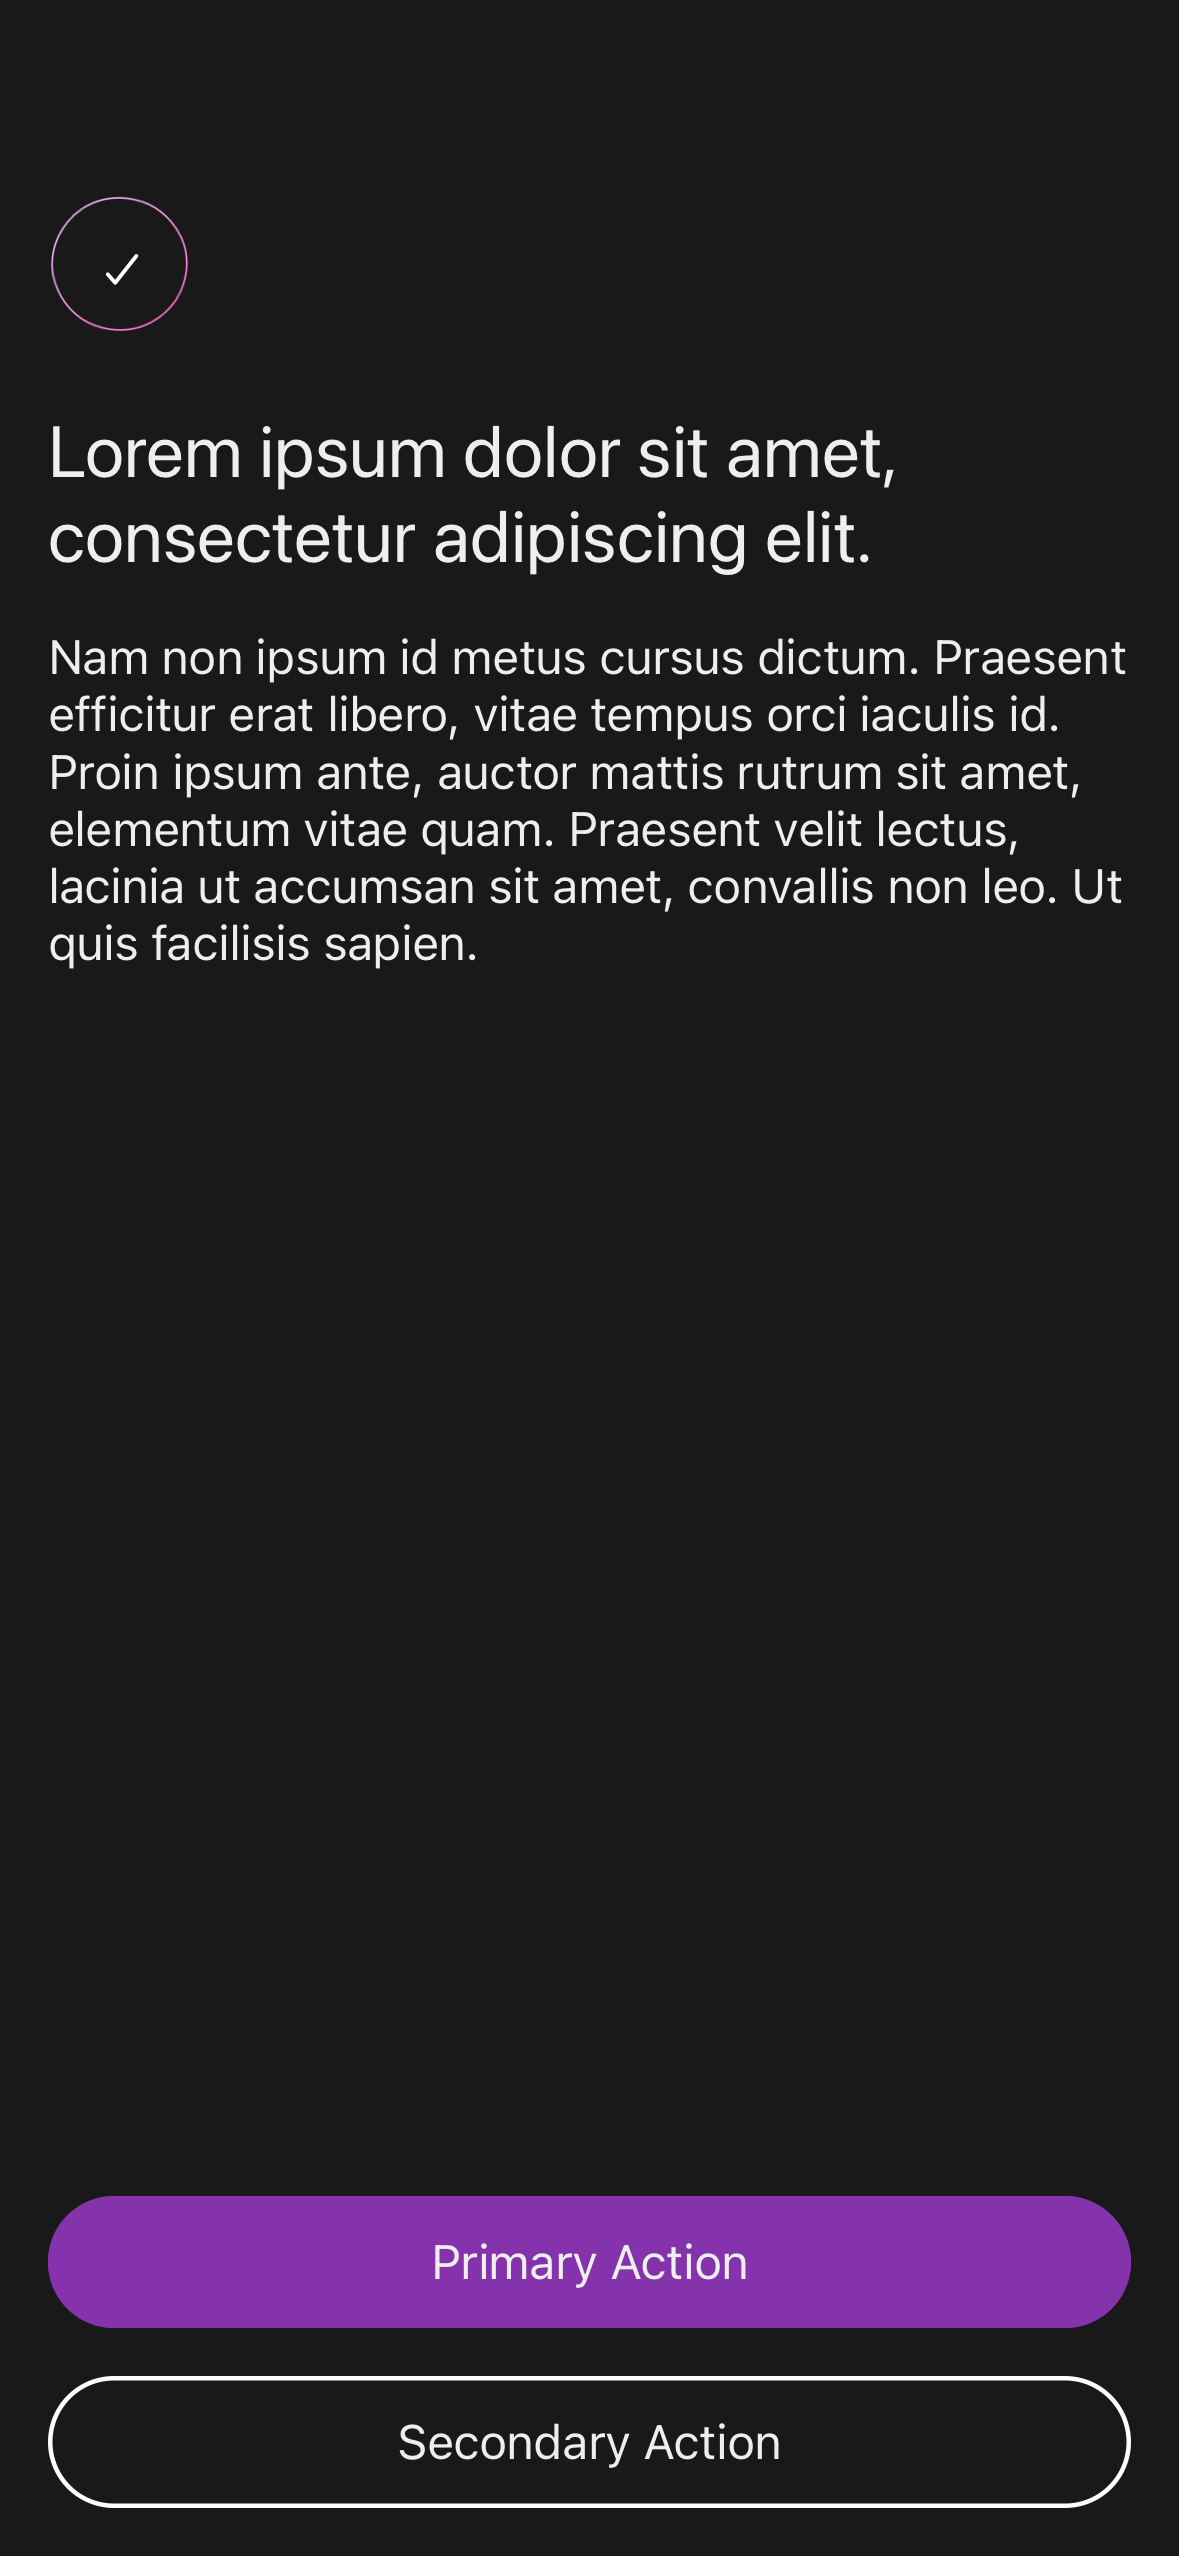 Lorem ipsum dolor sit amet,
consectetur adipiscing elit.
Nam non ipsum id metus cursus dictum. Praesent
efficitur erat libero, vitae tempus orci iaculis id.
Proin ipsum ante, auctor mattis rutrum sit amet,
elementum vitae quam. Praesent velit lectus,
lacinia ut accumsan sit amet, convallis non leo. Ut
quis facilisis sapien.
Primary Action
Secondary Action